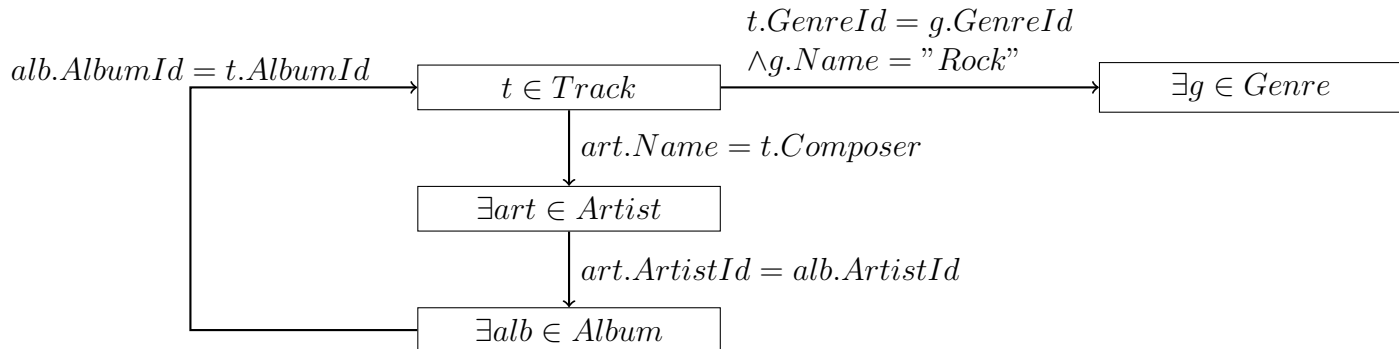 t.GenreId = g.GenreId
∧g.Name = ”Rock”
alb.AlbumId = t.AlbumId
t ∈ Track
∃g ∈ Genre
art.Name = t.Composer
∃art ∈ Artist
art.ArtistId = alb.ArtistId
∃alb ∈ Album